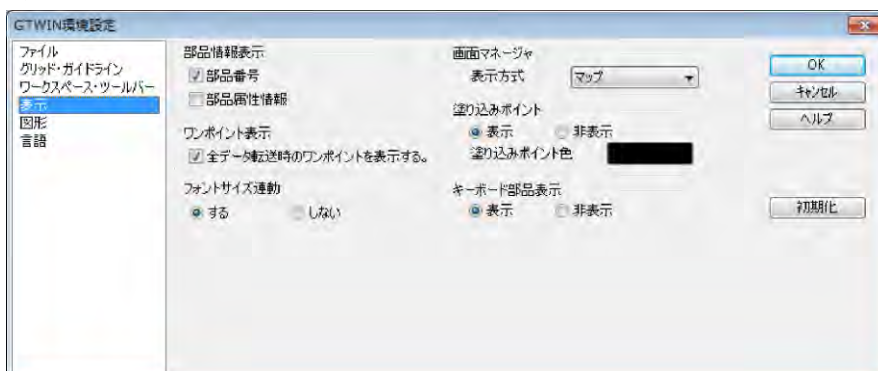 GTWIN環境設定
ファイル
グリッド・ガイドライン
ワークスペース・ツールバー
表示
図形
言語
部品情報表示
部品番号
部品属性情報
ワンポイント表示
全データ転送時のワンポイントを表示する。
フォントサイズ連動
する しない
画面マネージャ
表示方式 マップ
塗り込みポイント
表示 非表示
塗り込みポイント色
キーボード部品表示
表示 非表示
OK
キャンセル
ヘルプ
初期化